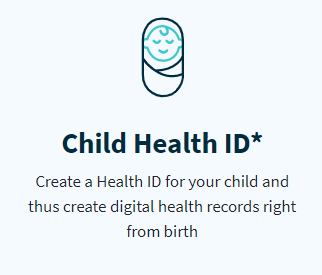 Child Health ID*
Create a Health ID for your child and
thus create digital health records right
from birth